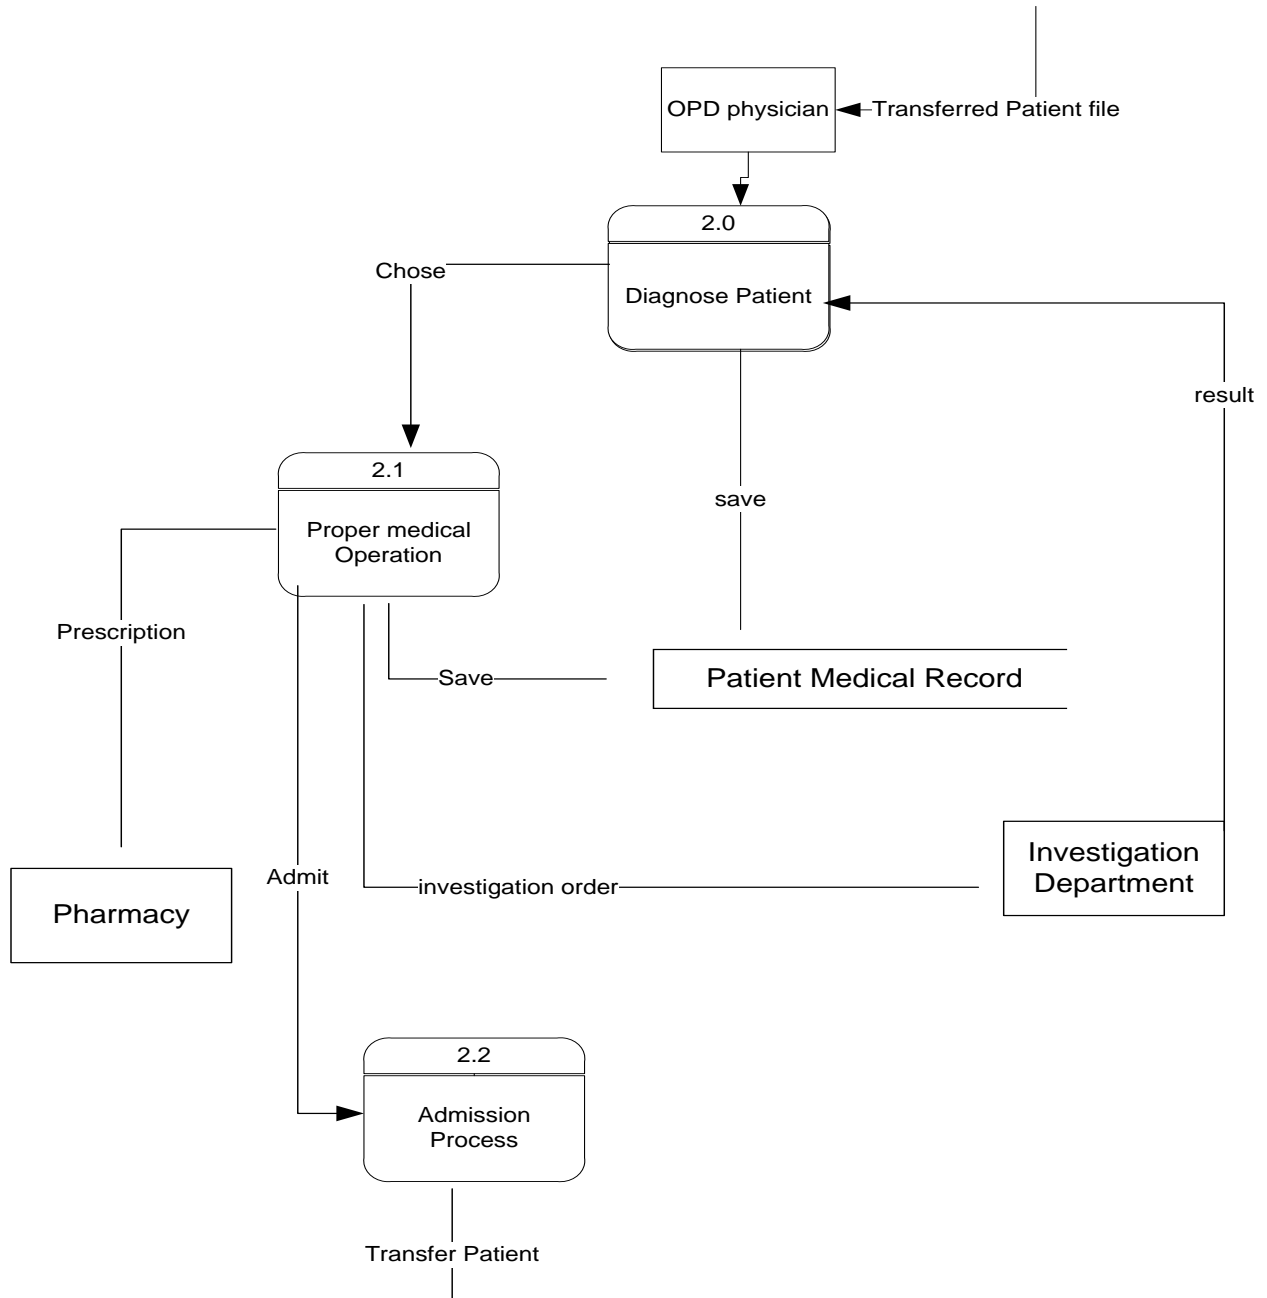 OPD physician
Transferred Patient file
2.0
Chose
Diagnose Patient
result
2.1
save
Proper medical
Operation
Prescription
Save
Patient Medical Record
Investigation
Department
Admit
investigation order
Pharmacy
2.2
Admission
Process
Transfer Patient